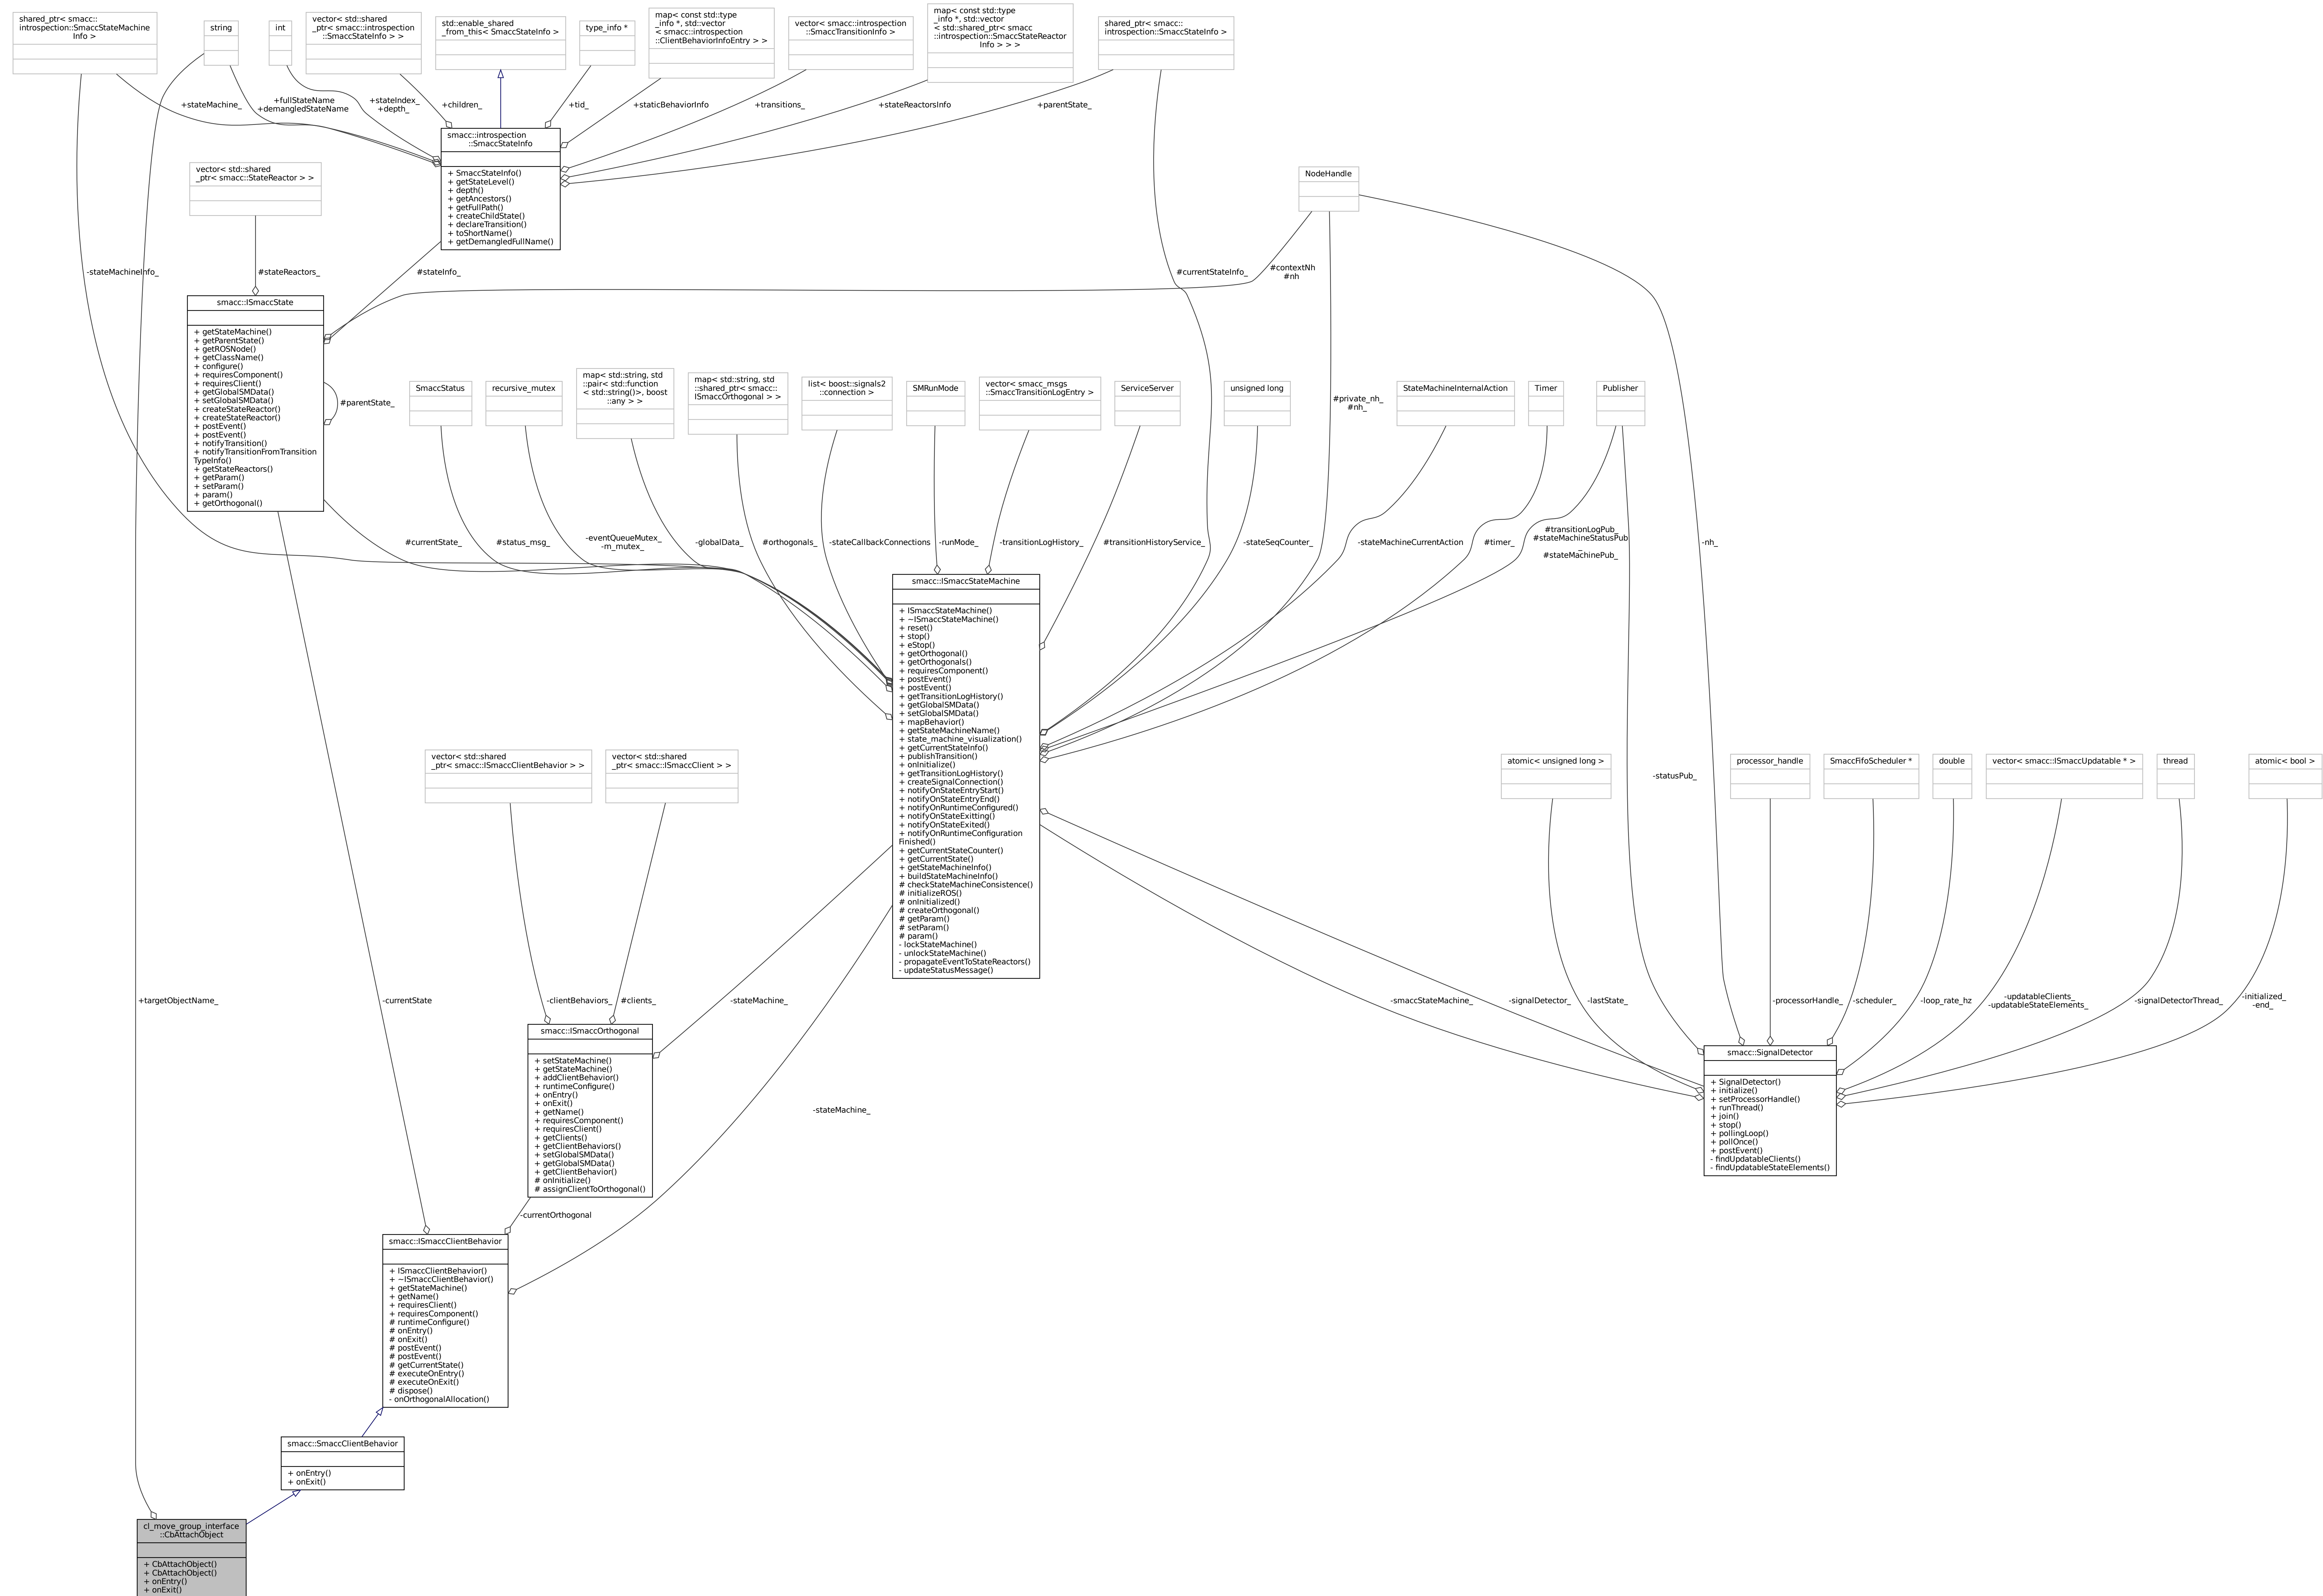 shared_ptr< smacc::
introspection::SmaccStateMachine
Info >
string
int
vector< std::shared
_ptr< smacc::introspection
::SmaccStateInfo > >
std::enable_shared
_from_this< SmaccStateInfo >
type_info *
map< const std::type
_info *, std::vector
< smacc::introspection
::ClientBehaviorInfoEntry > >
vector< smacc::introspection
::SmaccTransitionInfo >
map< const std::type
_info *, std::vector
< std::shared_ptr< smacc
::introspection::SmaccStateReactor
Info > > >
shared_ptr< smacc::
introspection::SmaccStateInfo >
+stateMachine_
+fullStateName
+demangledStateName
+stateIndex_
+depth_
+children_
+tid_
+staticBehaviorInfo
+transitions_
+stateReactorsInfo
+parentState_
smacc::introspection
::SmaccStateInfo
+ SmaccStateInfo()
+ getStateLevel()
+ depth()
+ getAncestors()
+ getFullPath()
+ createChildState()
+ declareTransition()
+ toShortName()
+ getDemangledFullName()
vector< std::shared
_ptr< smacc::StateReactor > >
NodeHandle
-stateMachineInfo_
#stateReactors_
#stateInfo_
#currentStateInfo_
#contextNh
#nh
smacc::ISmaccState
+ getStateMachine()
+ getParentState()
+ getROSNode()
+ getClassName()
+ configure()
+ requiresComponent()
+ requiresClient()
+ getGlobalSMData()
+ setGlobalSMData()
+ createStateReactor()
+ createStateReactor()
+ postEvent()
+ postEvent()
+ notifyTransition()
+ notifyTransitionFromTransition
TypeInfo()
+ getStateReactors()
+ getParam()
+ setParam()
+ param()
+ getOrthogonal()
#parentState_
SmaccStatus
recursive_mutex
map< std::string, std
::pair< std::function
< std::string()>, boost
::any > >
map< std::string, std
::shared_ptr< smacc::
ISmaccOrthogonal > >
list< boost::signals2
::connection >
SMRunMode
vector< smacc_msgs
::SmaccTransitionLogEntry >
ServiceServer
unsigned long
#private_nh_
#nh_
StateMachineInternalAction
Timer
Publisher
#currentState_
#status_msg_
-eventQueueMutex_
-m_mutex_
-globalData_
#orthogonals_
-stateCallbackConnections
-runMode_
-transitionLogHistory_
#transitionHistoryService_
-stateSeqCounter_
-stateMachineCurrentAction
#timer_
#transitionLogPub_
#stateMachineStatusPub
_
#stateMachinePub_
-nh_
smacc::ISmaccStateMachine
+ ISmaccStateMachine()
+ ~ISmaccStateMachine()
+ reset()
+ stop()
+ eStop()
+ getOrthogonal()
+ getOrthogonals()
+ requiresComponent()
+ postEvent()
+ postEvent()
+ getTransitionLogHistory()
+ getGlobalSMData()
+ setGlobalSMData()
+ mapBehavior()
+ getStateMachineName()
+ state_machine_visualization()
+ getCurrentStateInfo()
+ publishTransition()
+ onInitialize()
+ getTransitionLogHistory()
+ createSignalConnection()
+ notifyOnStateEntryStart()
+ notifyOnStateEntryEnd()
+ notifyOnRuntimeConfigured()
+ notifyOnStateExitting()
+ notifyOnStateExited()
+ notifyOnRuntimeConfiguration
Finished()
+ getCurrentStateCounter()
+ getCurrentState()
+ getStateMachineInfo()
+ buildStateMachineInfo()
# checkStateMachineConsistence()
# initializeROS()
# onInitialized()
# createOrthogonal()
# getParam()
# setParam()
# param()
- lockStateMachine()
- unlockStateMachine()
- propagateEventToStateReactors()
- updateStatusMessage()
vector< std::shared
_ptr< smacc::ISmaccClientBehavior > >
vector< std::shared
_ptr< smacc::ISmaccClient > >
-statusPub_
atomic< unsigned long >
processor_handle
SmaccFifoScheduler *
double
vector< smacc::ISmaccUpdatable * >
thread
atomic< bool >
+targetObjectName_
-currentState
-clientBehaviors_
#clients_
-stateMachine_
-smaccStateMachine_
-signalDetector_
-lastState_
-processorHandle_
-scheduler_
-loop_rate_hz
-updatableClients_
-updatableStateElements_
-signalDetectorThread_
-initialized_
-end_
smacc::ISmaccOrthogonal
+ setStateMachine()
+ getStateMachine()
+ addClientBehavior()
+ runtimeConfigure()
+ onEntry()
+ onExit()
+ getName()
+ requiresComponent()
+ requiresClient()
+ getClients()
+ getClientBehaviors()
+ setGlobalSMData()
+ getGlobalSMData()
+ getClientBehavior()
# onInitialize()
# assignClientToOrthogonal()
smacc::SignalDetector
+ SignalDetector()
+ initialize()
+ setProcessorHandle()
+ runThread()
+ join()
+ stop()
+ pollingLoop()
+ pollOnce()
+ postEvent()
- findUpdatableClients()
- findUpdatableStateElements()
-stateMachine_
-currentOrthogonal
smacc::ISmaccClientBehavior
+ ISmaccClientBehavior()
+ ~ISmaccClientBehavior()
+ getStateMachine()
+ getName()
+ requiresClient()
+ requiresComponent()
# runtimeConfigure()
# onEntry()
# onExit()
# postEvent()
# postEvent()
# getCurrentState()
# executeOnEntry()
# executeOnExit()
# dispose()
- onOrthogonalAllocation()
smacc::SmaccClientBehavior
+ onEntry()
+ onExit()
cl_move_group_interface
::CbAttachObject
+ CbAttachObject()
+ CbAttachObject()
+ onEntry()
+ onExit()